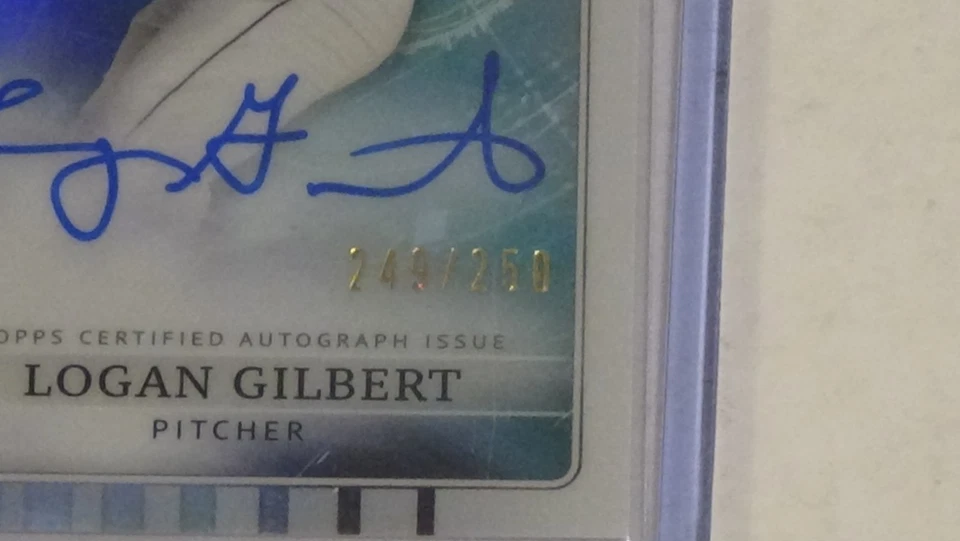 249/250
OPPS CERTIFIED AUTOGRAPH ISSUE
LOGAN GILBERT
PITCHER